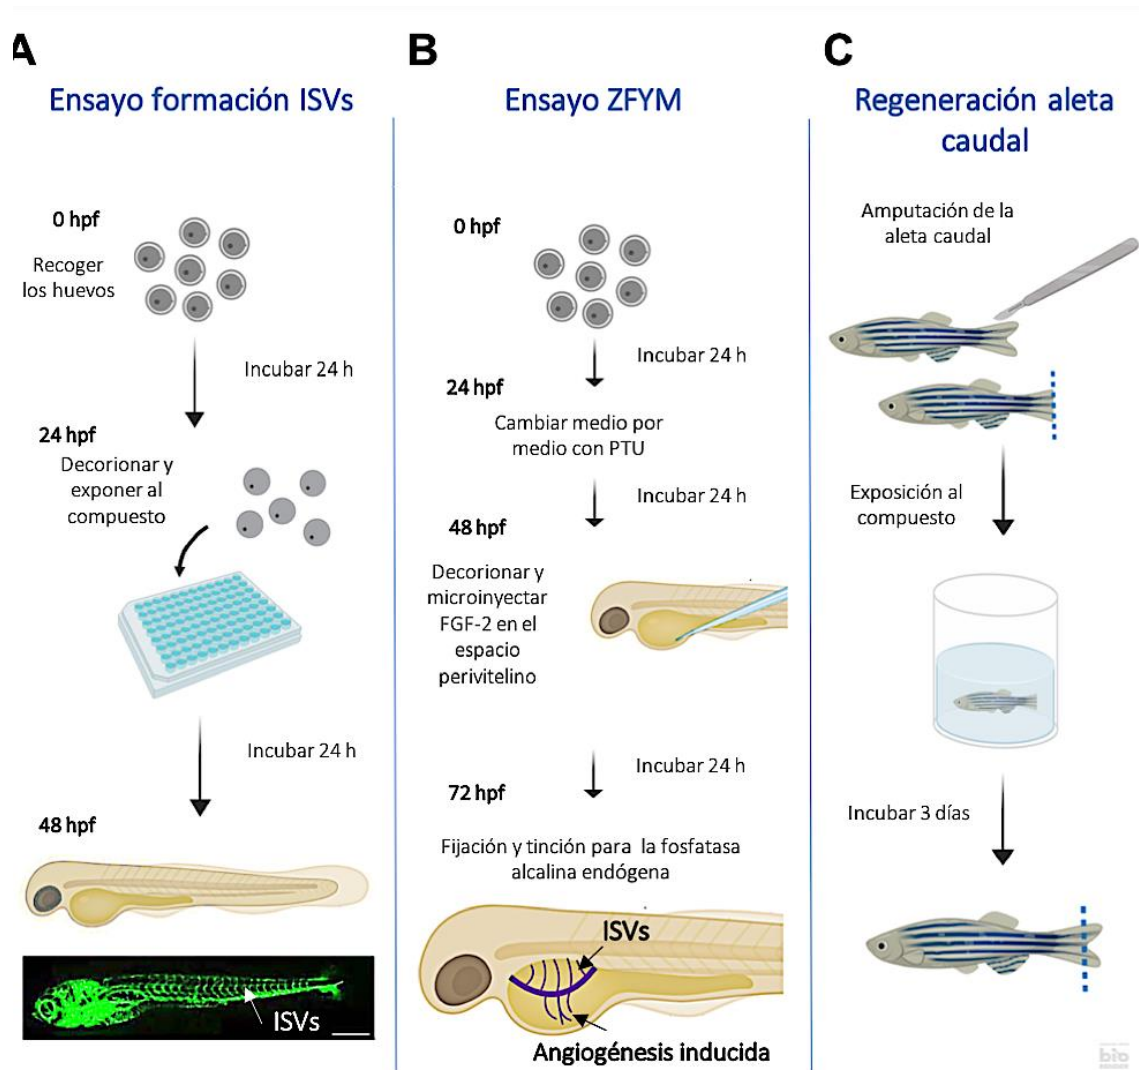 A
Ensayo formación ISVs
0 hpf
Recoger
los huevos
Incubar 24 h
24 hpf
Decorionar y
exponer al
compuesto
Incubar 24 h
48 hpf
ISVs
B
Ensayo ZFYM
0 hpf
Incubar 24 h
24 hpf
Cambiar medio por
medio con PTU
Incubar 24 h
48 hpf
Decorionar y
microinyectar
FGF-2 en el
espacio
perivitelino
Incubar 24 h
72 hpf
Fijación y tinción para la fosfatasa
alcalina endógena
ISVs
Angiogénesis inducida
C
Regeneración aleta
caudal
Amputación de la
aleta caudal
Exposición al
compuesto
Incubar 3 días
bio